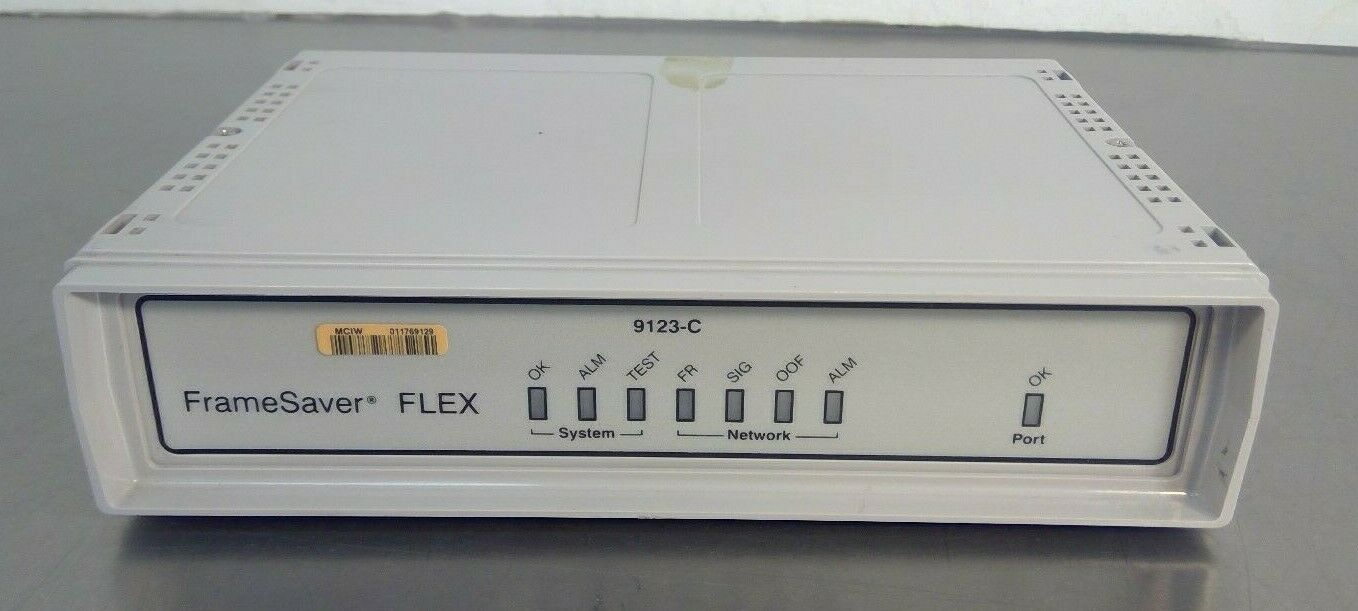 9123-C
MCIW 011769129
FrameSaver® FLEX
OK ALM TEST FR SIG OOF ALM OK
System Network Port